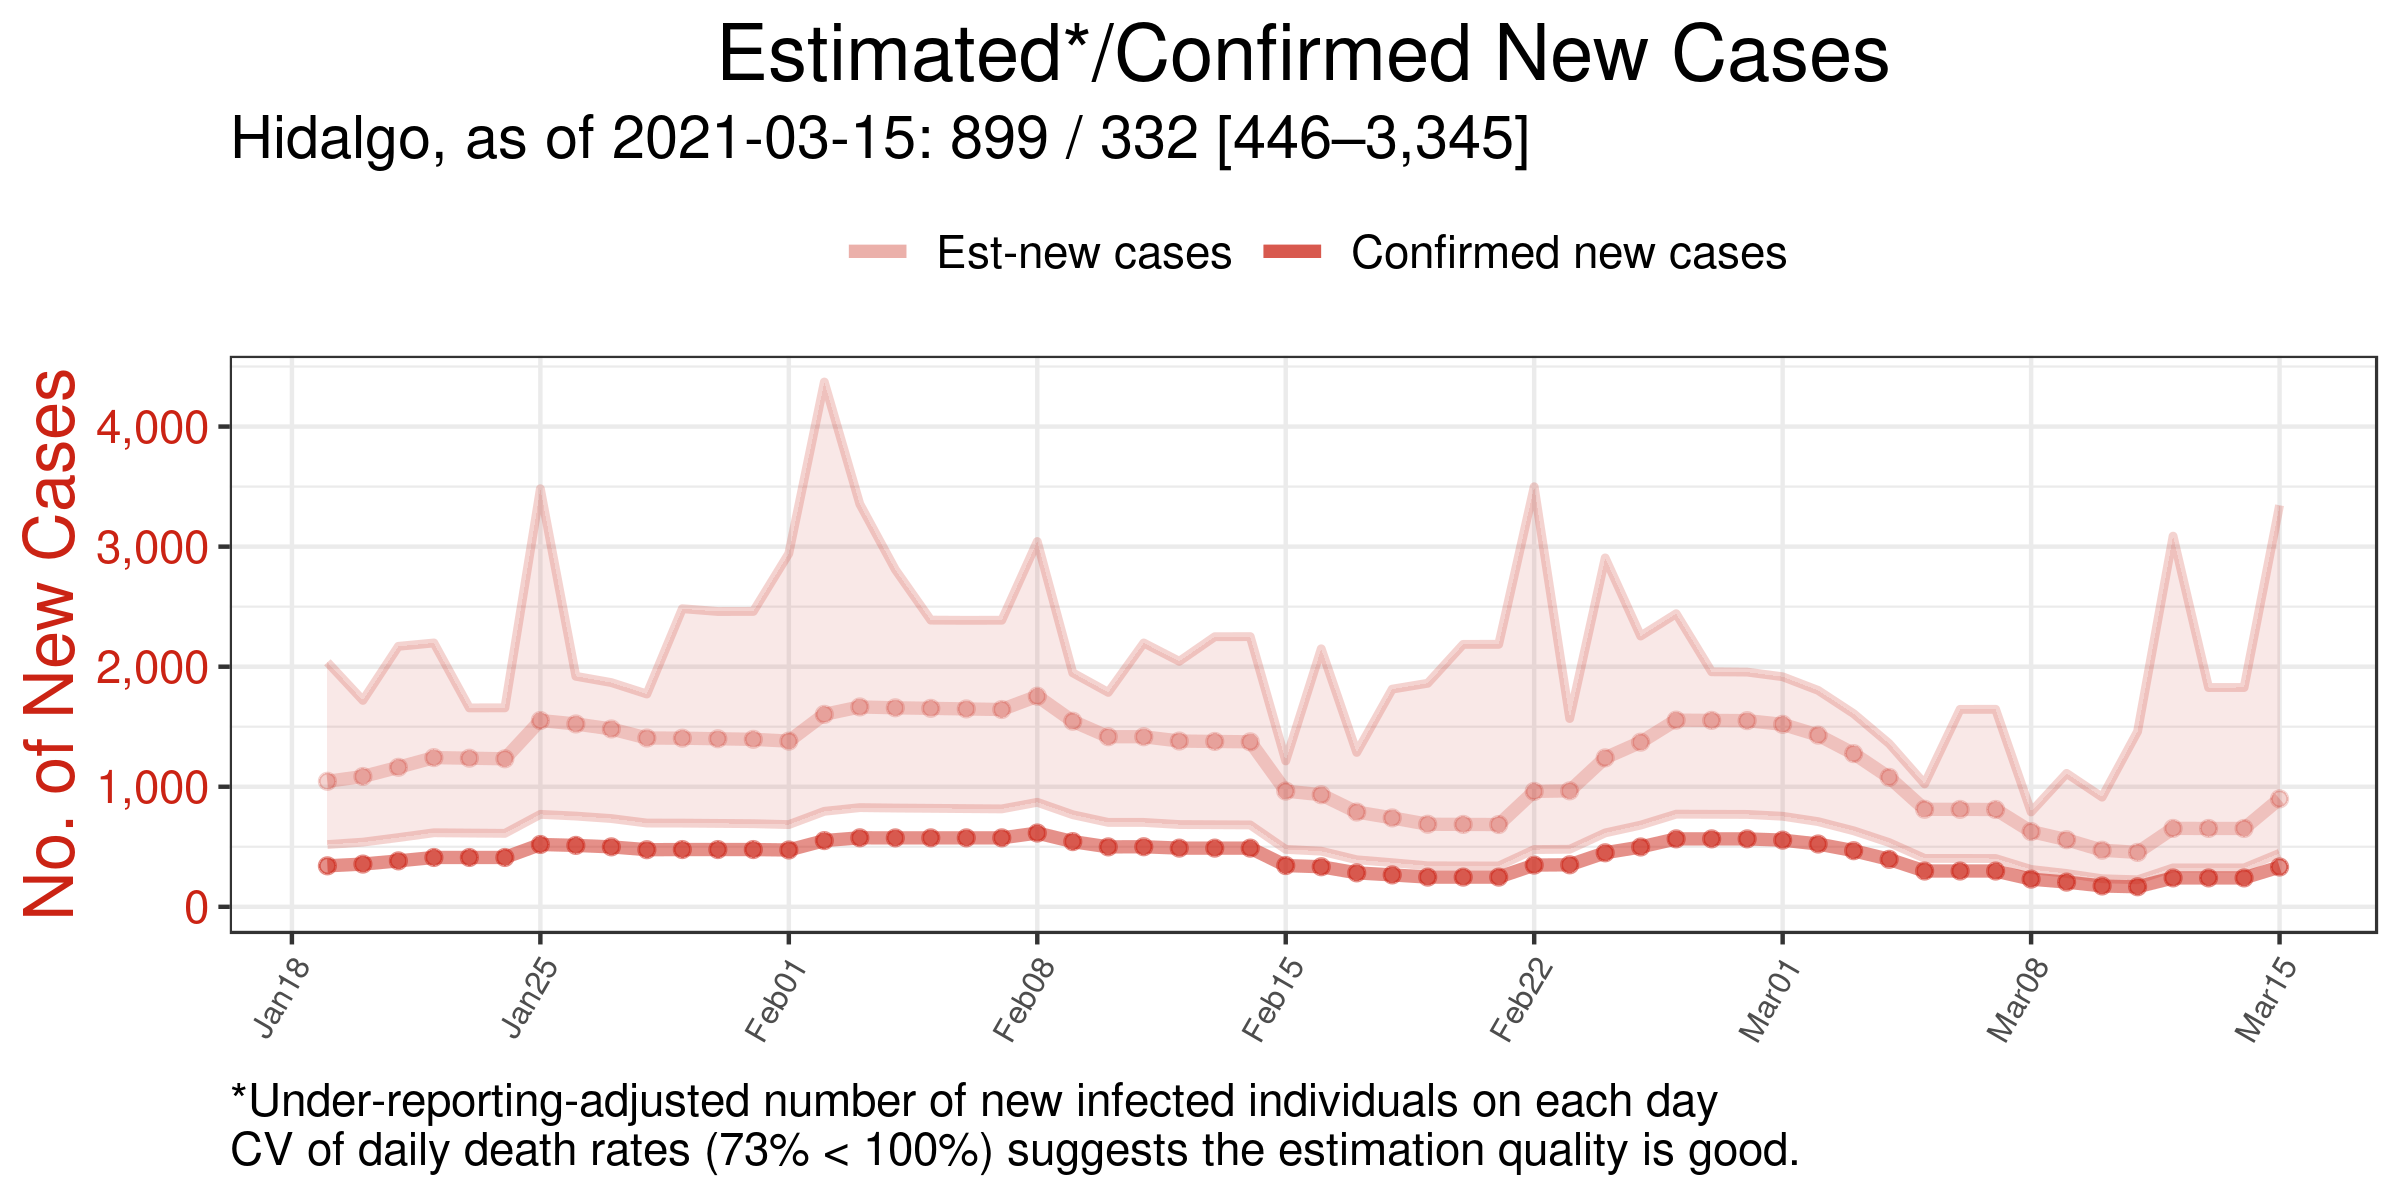 Estimated*/Confirmed New Cases
Hidalgo, as of 2021-03-15: 899 / 332 [446–3,345]
Est-new cases
Confirmed new cases
No. of New Cases
4,000
3,000
2,000
1,000
0
Jan18
Jan25
Feb01
Feb08
Feb15
Feb22
Mar01
Mar08
Mar15
*Under-reporting-adjusted number of new infected individuals on each day
CV of daily death rates (73% < 100%) suggests the estimation quality is good.